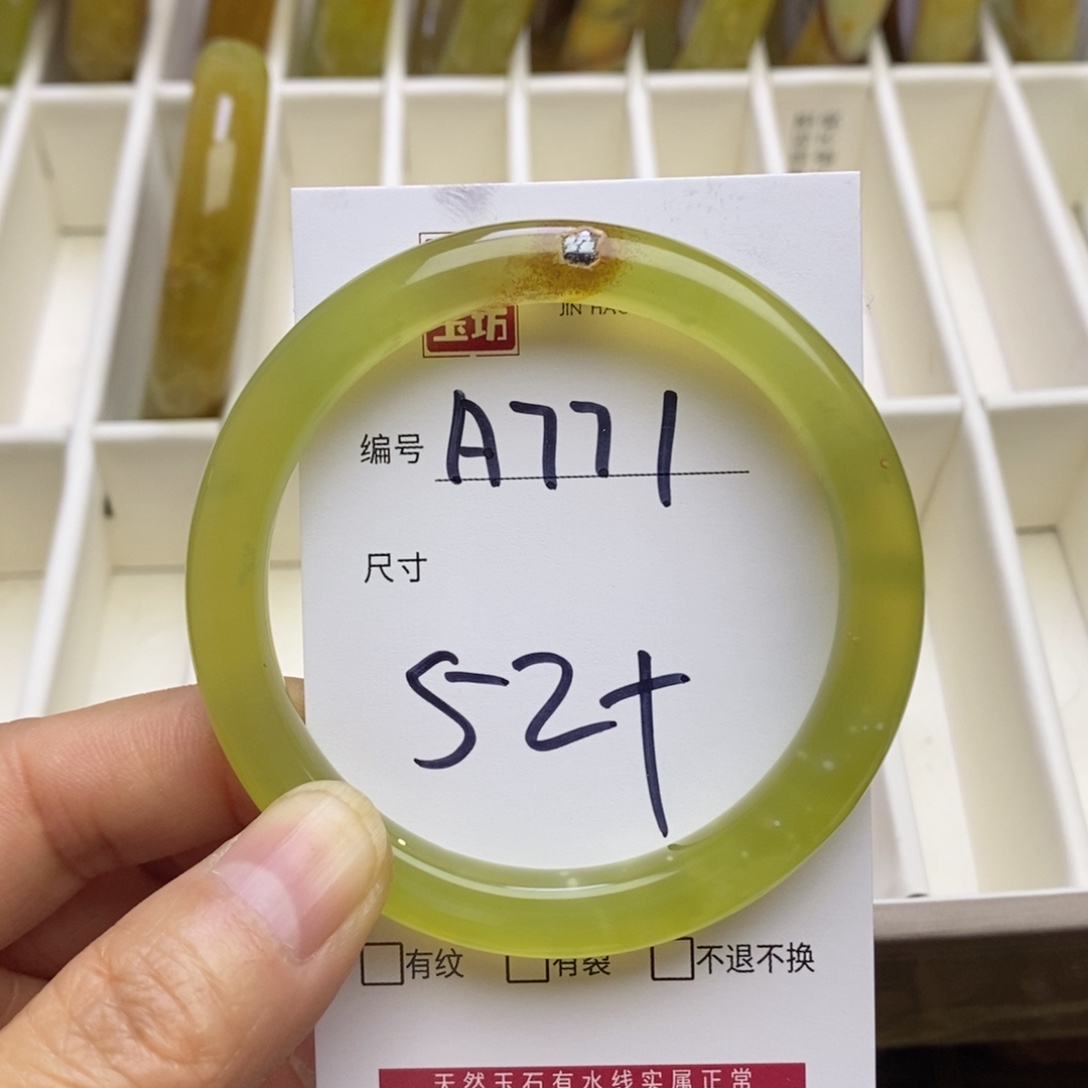 玉坊
JIN HAO
编号 A771
尺寸
52+
有纹 有裂 不退不换
天然玉石有水线实属正常